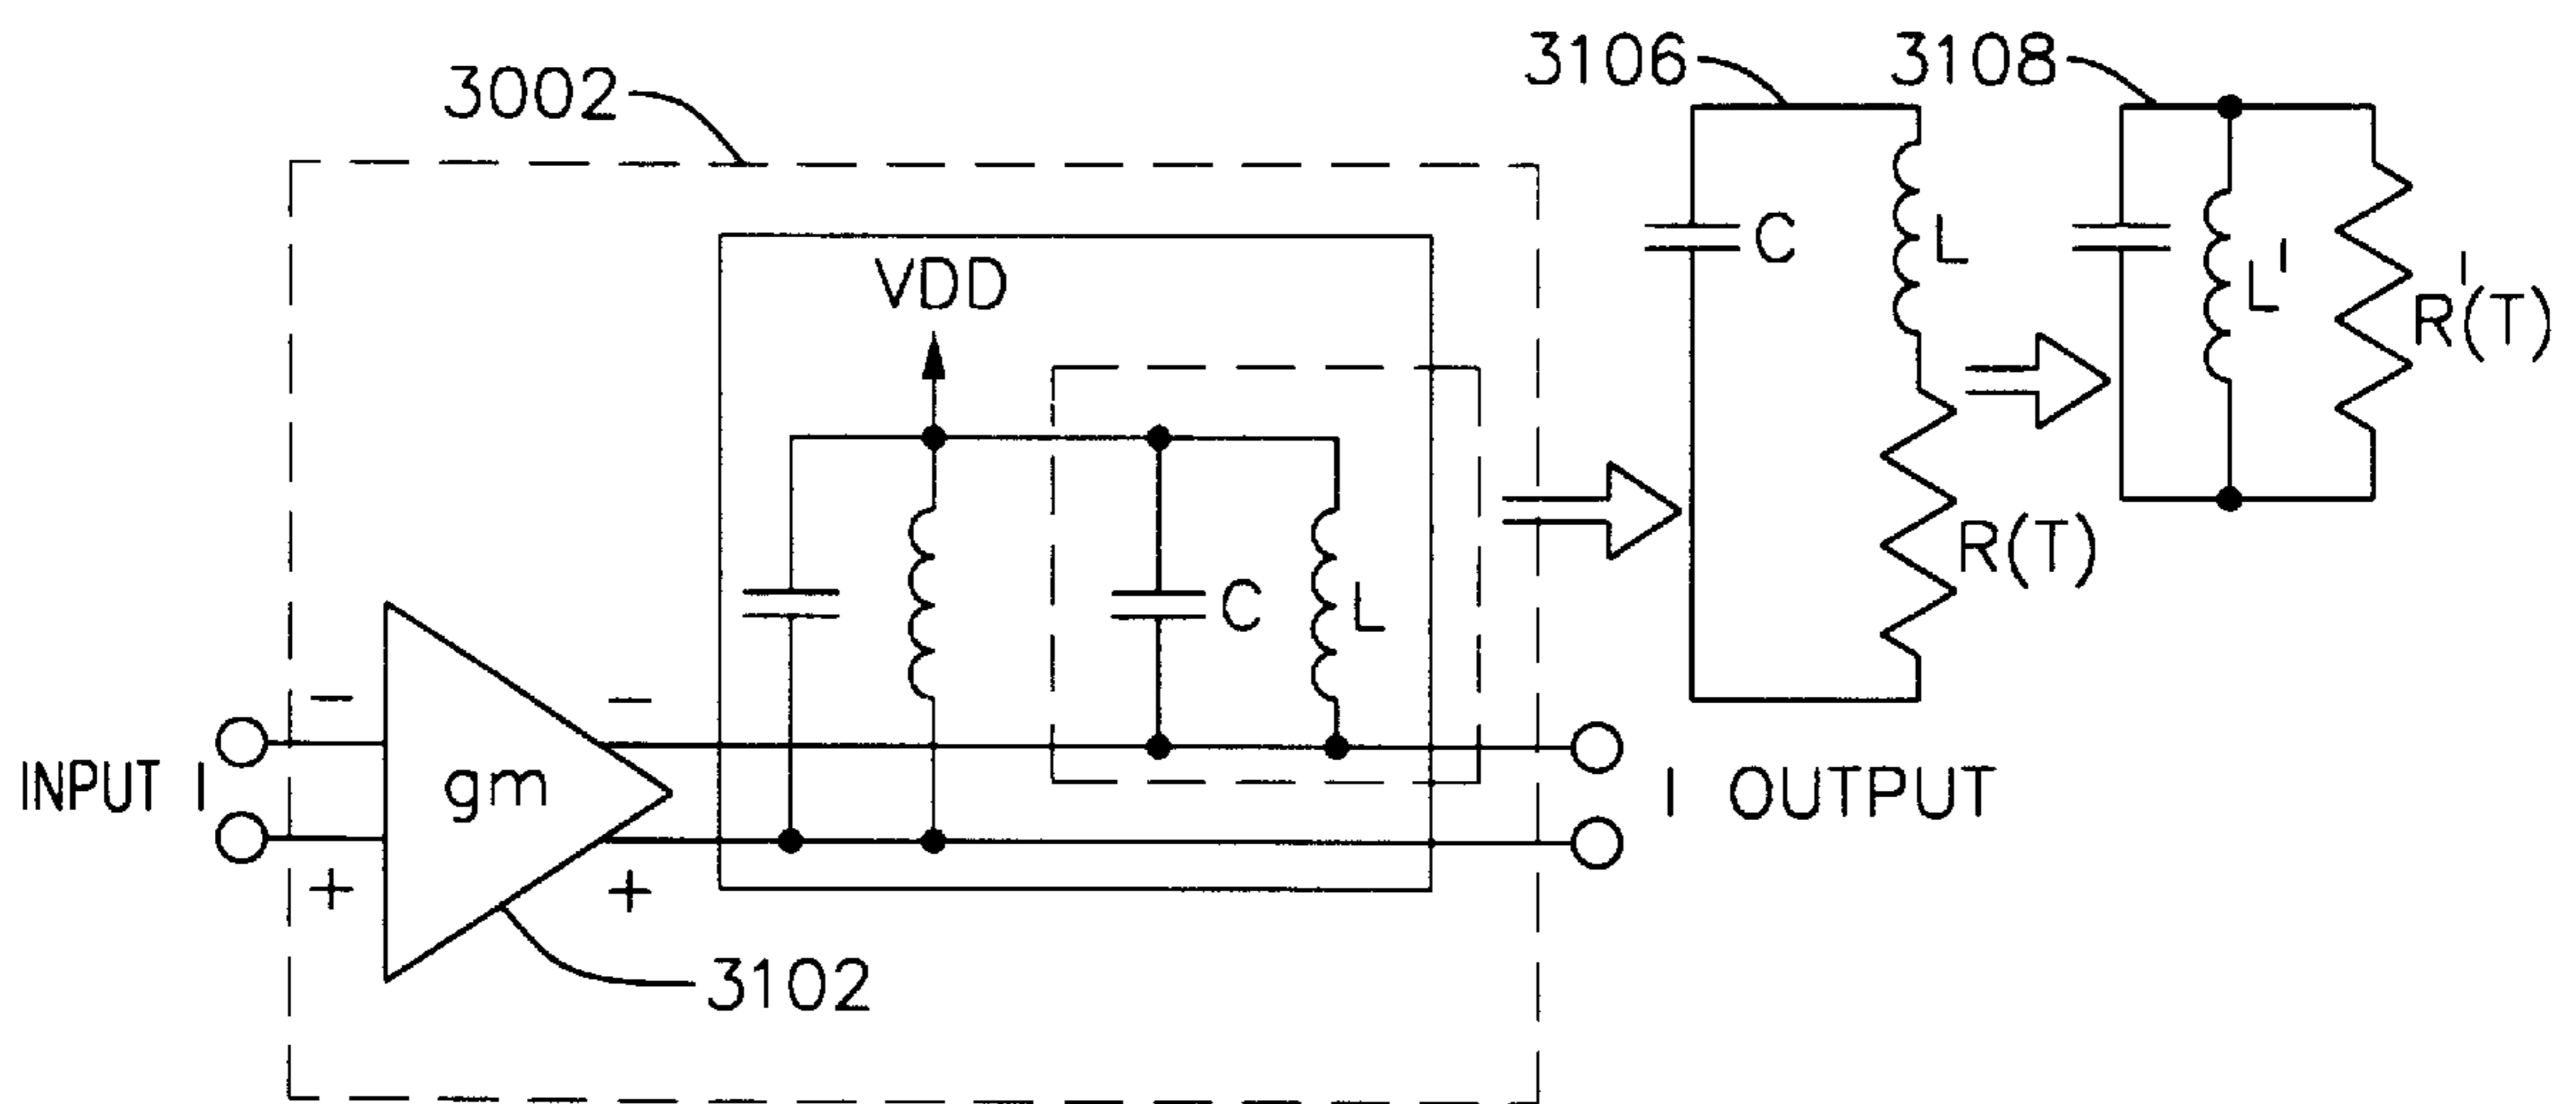 3002
3106
3108
VDD
C
L
L'
R'(T)
R(T)
C
L
-
-
INPUT
gm
OUTPUT
+
+
3102